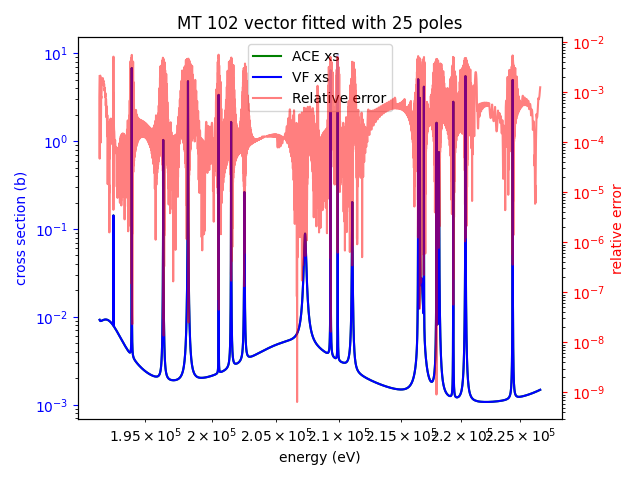 MT 102 vector fitted with 25 poles
ACE xs
VF xs
Relative error
cross section (b)
10¹
10⁰
10⁻¹
10⁻²
10⁻³
relative error
10⁻²
10⁻³
10⁻⁴
10⁻⁵
10⁻⁶
10⁻⁷
10⁻⁸
10⁻⁹
1.95 × 10⁵ 2 × 10⁵ 2.05 × 10⁵ 2.1 × 10⁵ 2.15 × 10⁵ 2.2 × 10⁵ 2.25 × 10⁵
energy (eV)